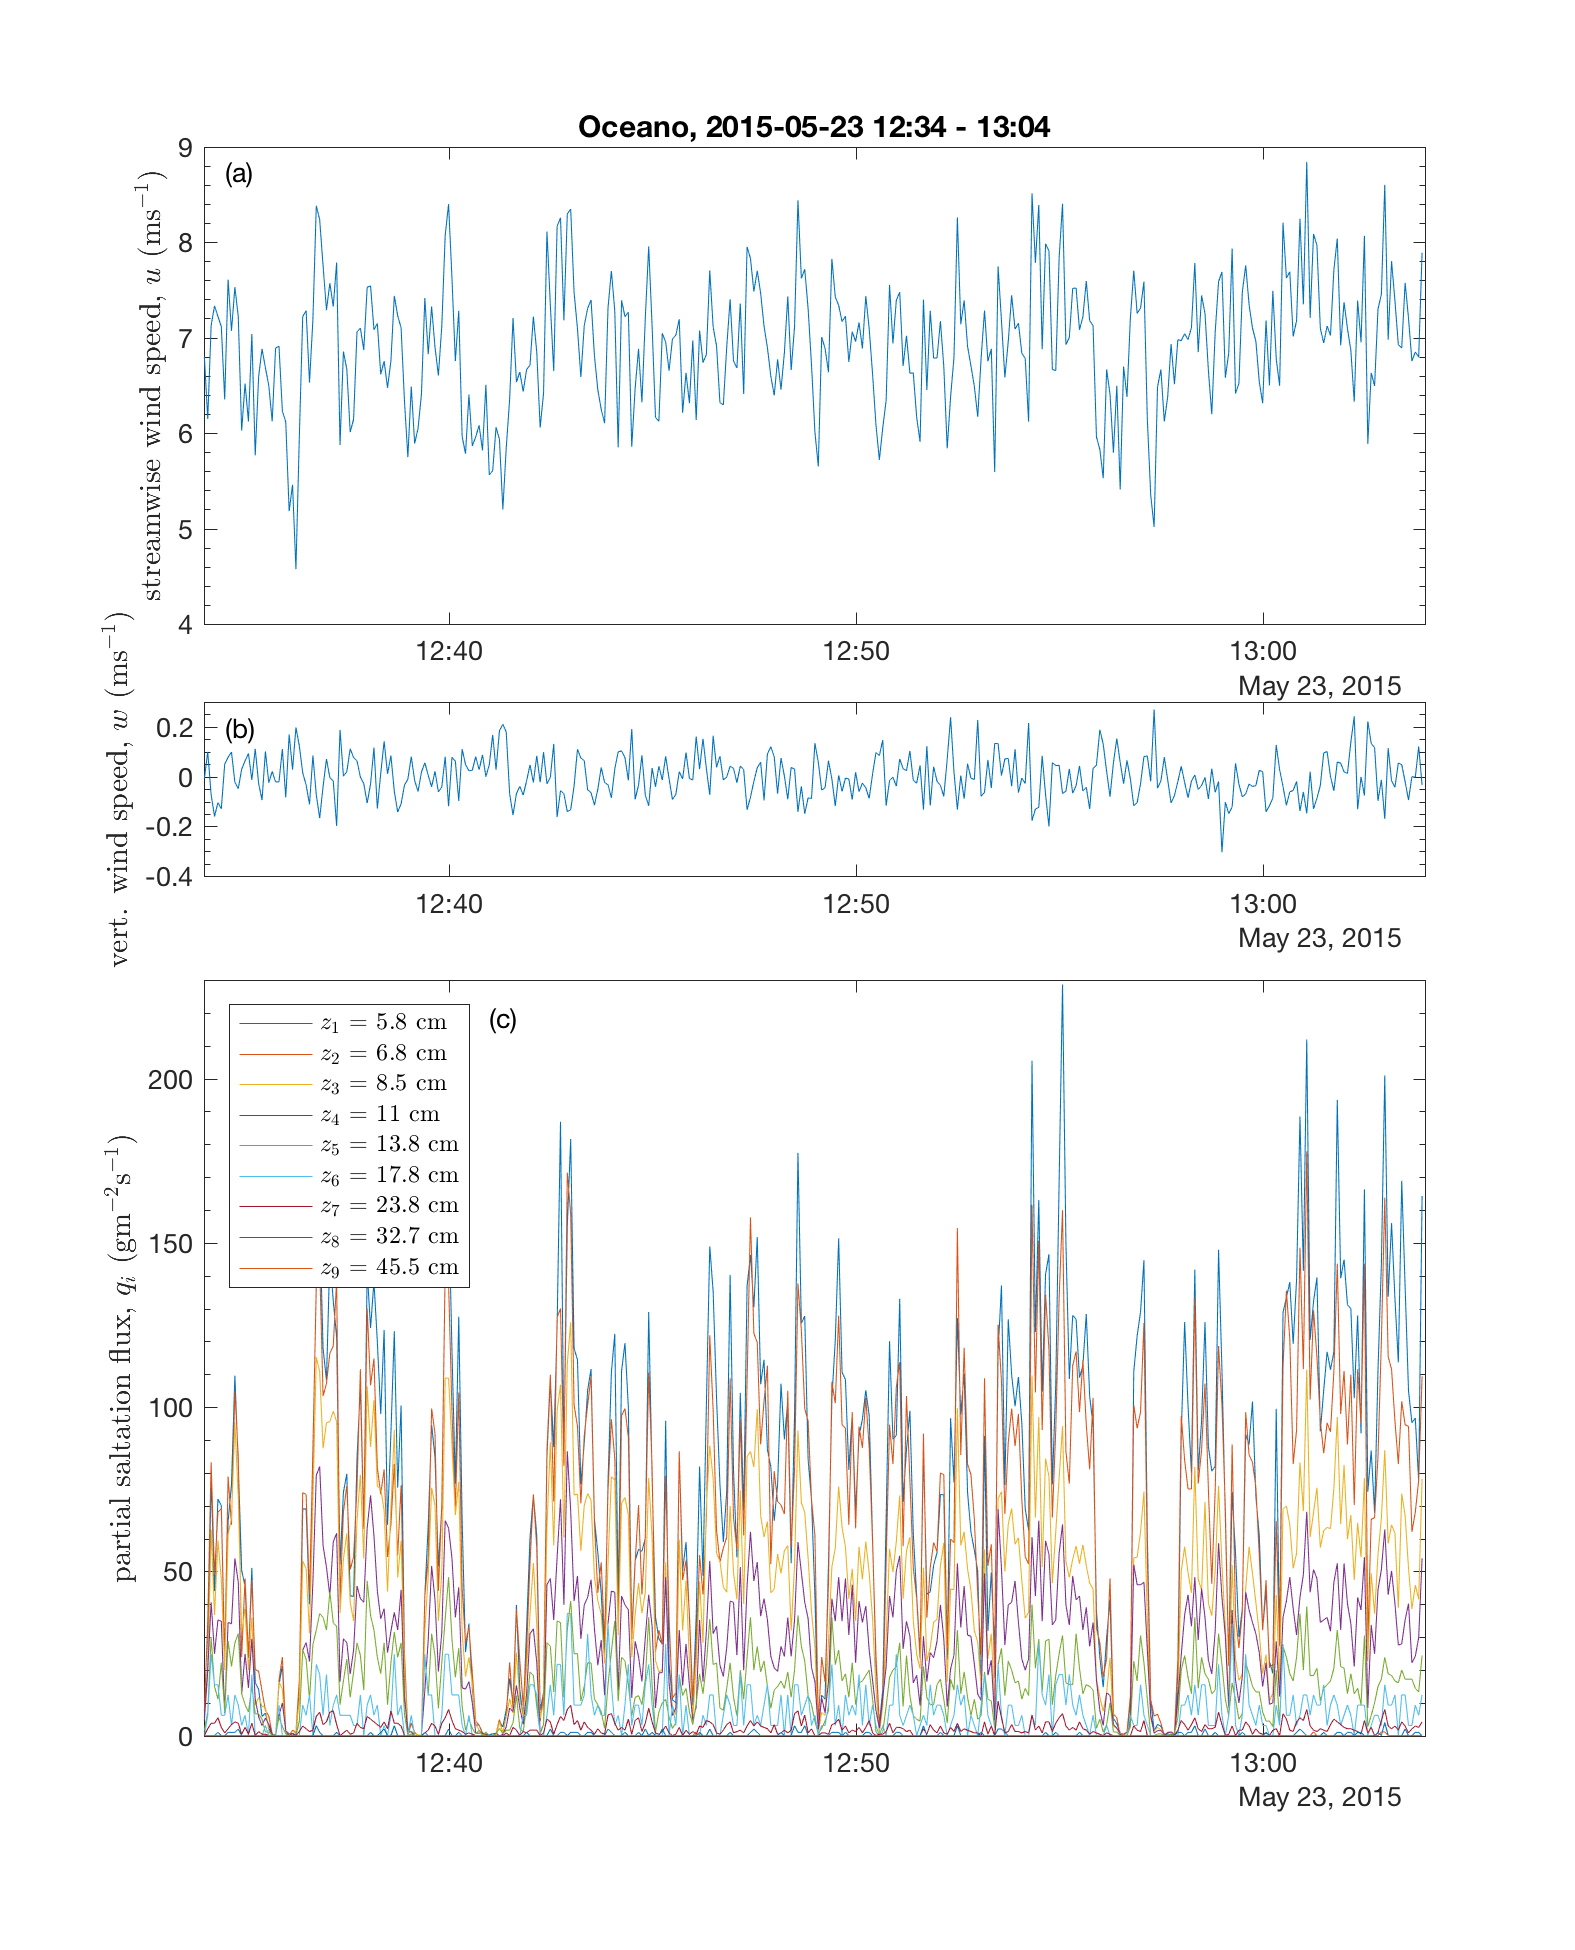 Oceano, 2015-05-23 12:34 - 13:04
(a)
streamwise wind speed, u (ms⁻¹)
9
8
7
6
5
4
12:40 12:50 13:00
May 23, 2015
(b)
vert. wind speed, w (ms⁻¹)
0.2
0
-0.2
-0.4
12:40 12:50 13:00
May 23, 2015
(c)
partial saltation flux, qᵢ (gm⁻²s⁻¹)
z₁ = 5.8 cm
z₂ = 6.8 cm
z₃ = 8.5 cm
z₄ = 11 cm
z₅ = 13.8 cm
z₆ = 17.8 cm
z₇ = 23.8 cm
z₈ = 32.7 cm
z₉ = 45.5 cm
200
150
100
50
0
12:40 12:50 13:00
May 23, 2015